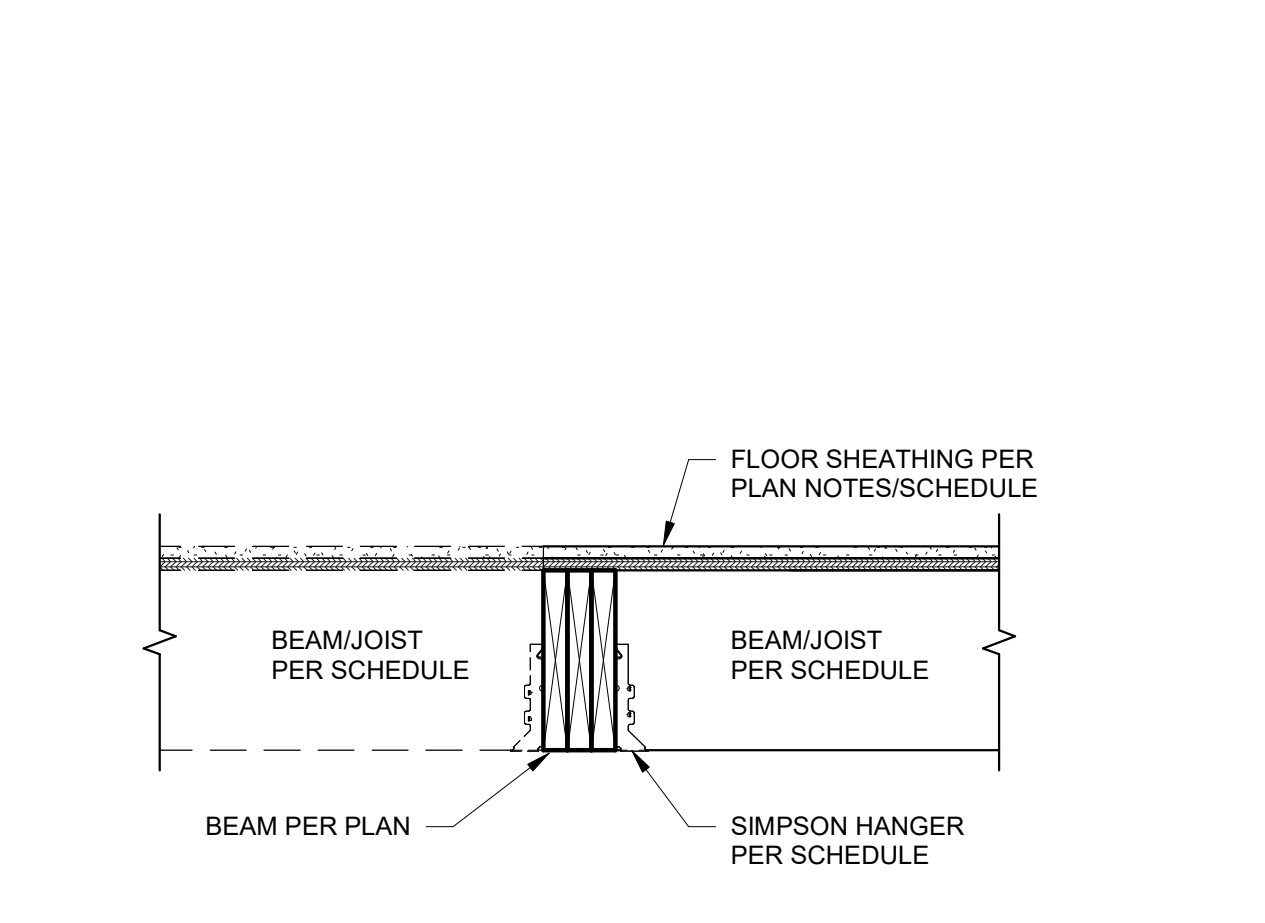 FLOOR SHEATHING PER
PLAN NOTES/SCHEDULE
BEAM/JOIST
PER SCHEDULE
BEAM/JOIST
PER SCHEDULE
BEAM PER PLAN
SIMPSON HANGER
PER SCHEDULE